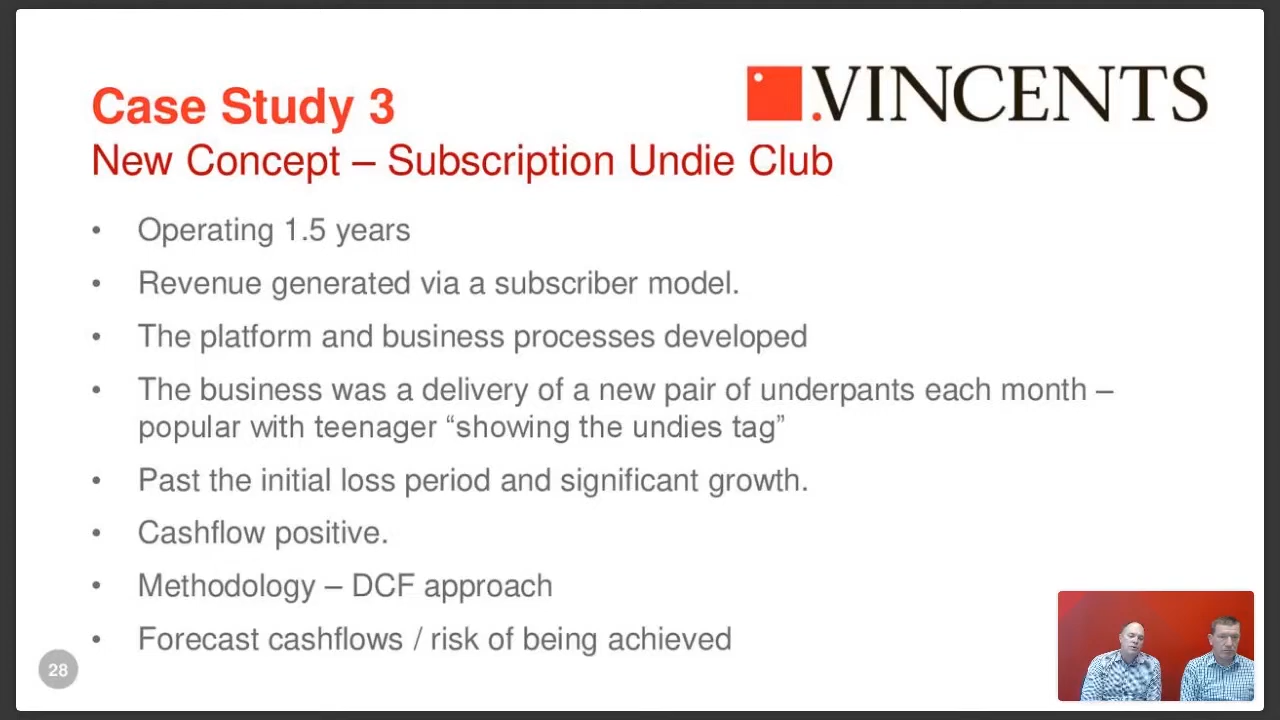 .VINCENTS
Case Study 3
New Concept – Subscription Undie Club
• Operating 1.5 years
• Revenue generated via a subscriber model.
• The platform and business processes developed
• The business was a delivery of a new pair of underpants each month –
popular with teenager “showing the undies tag”
• Past the initial loss period and significant growth.
• Cashflow positive.
• Methodology – DCF approach
• Forecast cashflows / risk of being achieved
28